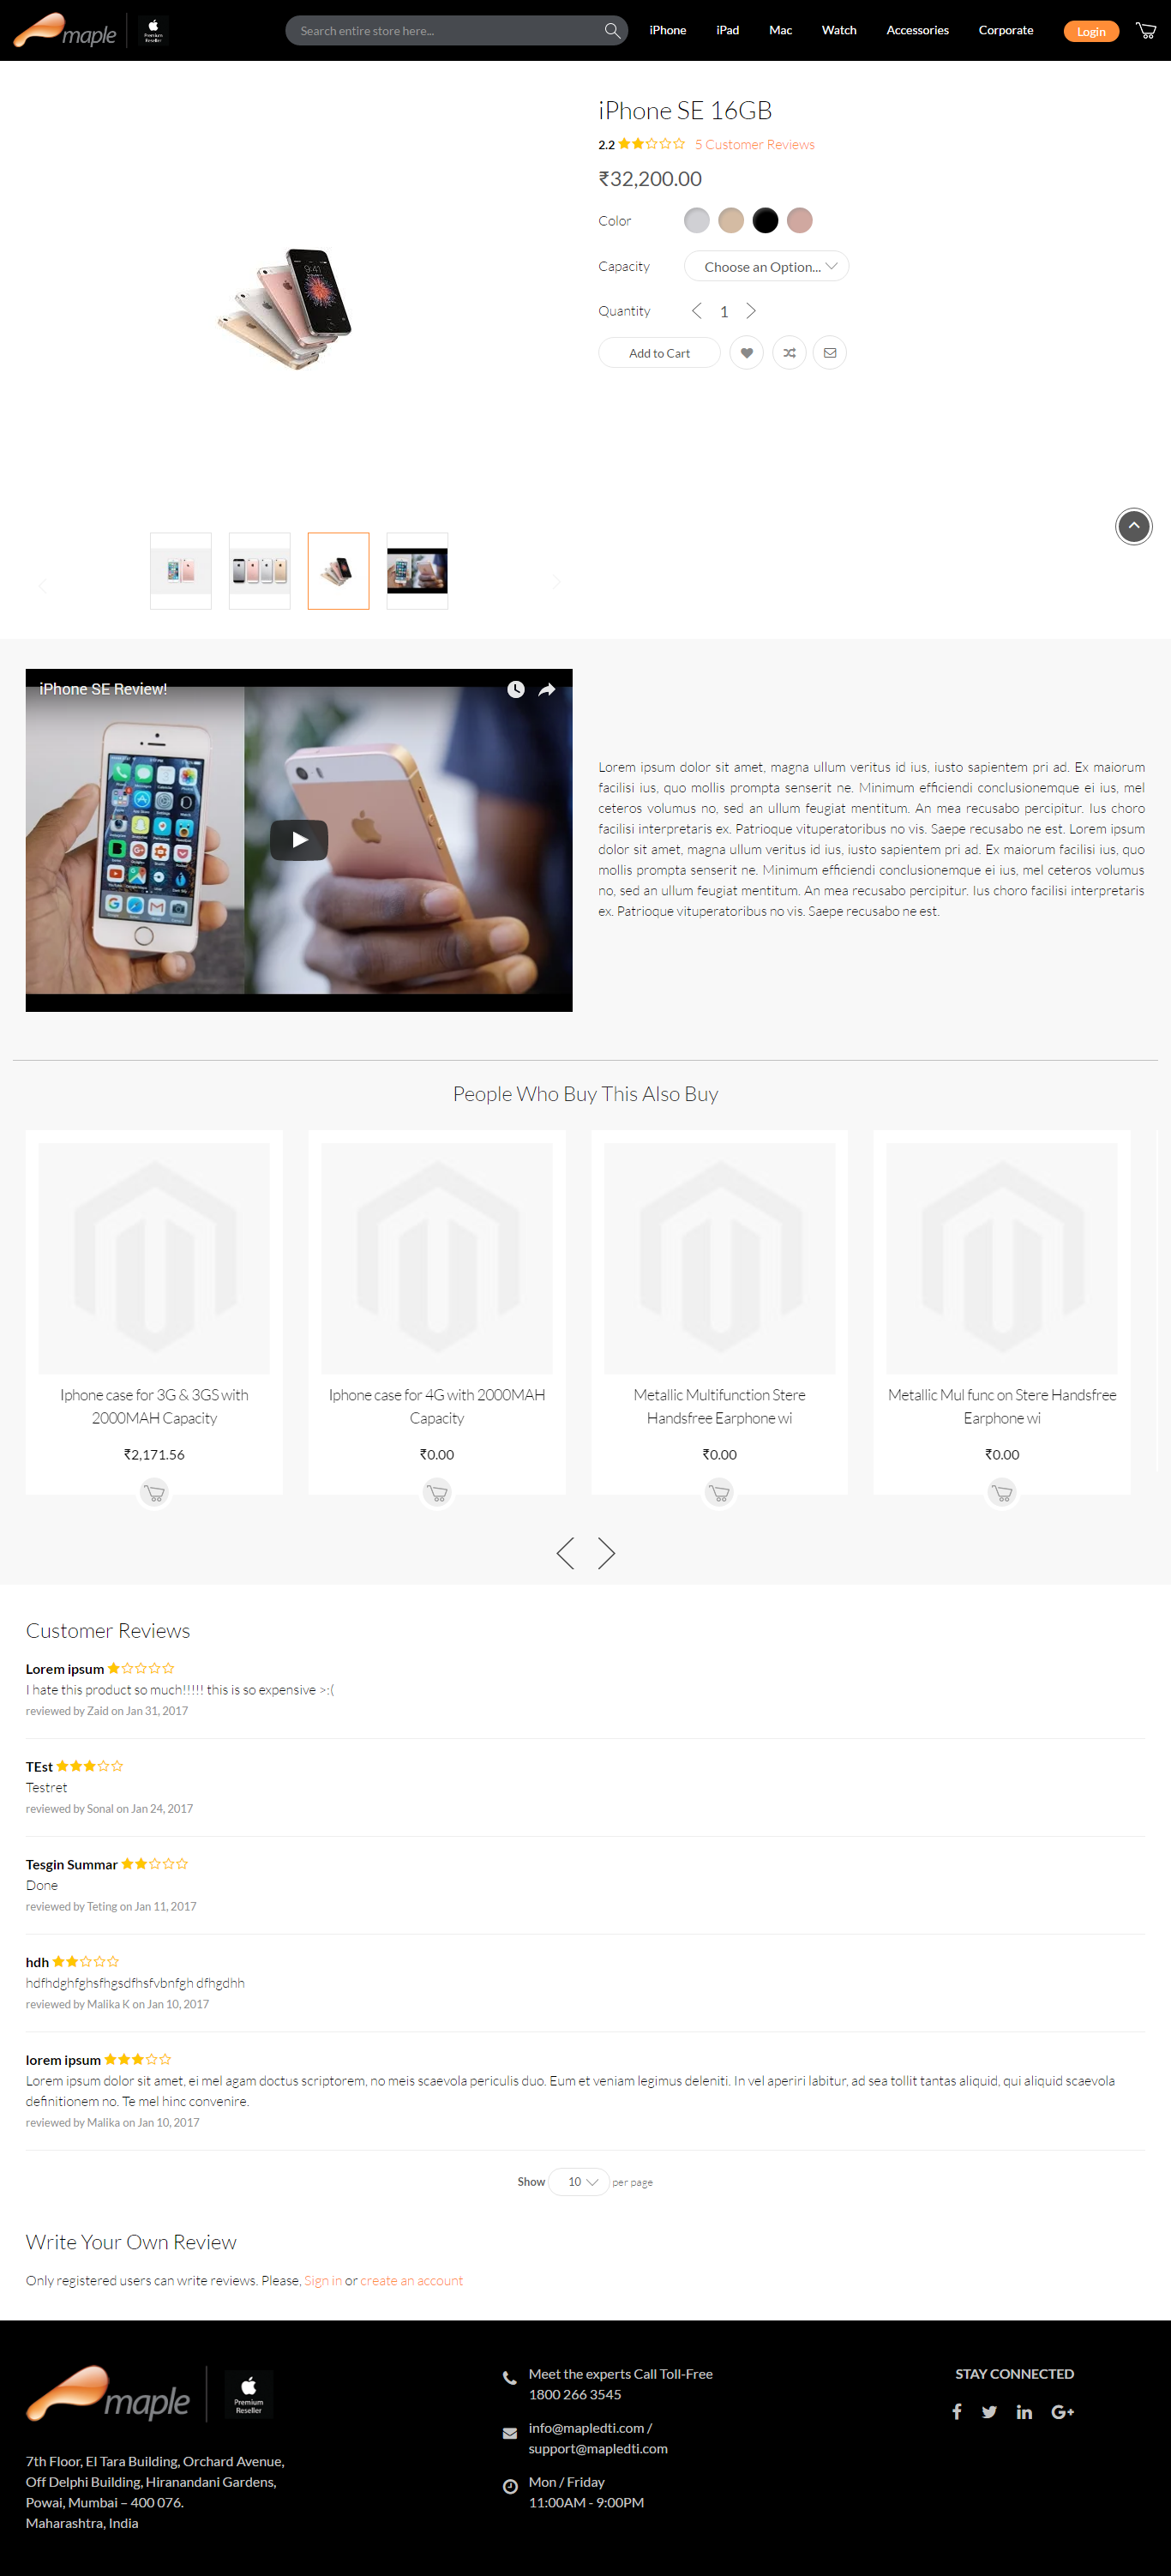 maple
Premium
Reseller
Search entire store here...
iPhone
iPad
Mac
Watch
Accessories
Corporate
Login
iPhone SE 16GB
2.2
5 Customer Reviews
₹32,200.00
Color
Capacity
Choose an Option...
Quantity
1
Add to Cart
iPhone SE Review!
Lorem ipsum dolor sit amet, magna ullum veritus id ius, iusto sapientem pri ad. Ex maiorum
facilisi ius, quo mollis prompta senserit ne. Minimum efficiendi conclusionemque ei ius, mel
ceteros volumus no, sed an ullum feugiat mentitum. An mea recusabo percipitur. Ius choro
facilisi interpretaris ex. Patrioque vituperatoribus no vis. Saepe recusabo ne est. Lorem ipsum
dolor sit amet, magna ullum veritus id ius, iusto sapientem pri ad. Ex maiorum facilisi ius, quo
mollis prompta senserit ne. Minimum efficiendi conclusionemque ei ius, mel ceteros volumus
no, sed an ullum feugiat mentitum. An mea recusabo percipitur. Ius choro facilisi interpretaris
ex. Patrioque vituperatoribus no vis. Saepe recusabo ne est.
People Who Buy This Also Buy
Iphone case for 3G & 3GS with
2000MAH Capacity
₹2,171.56
Iphone case for 4G with 2000MAH
Capacity
₹0.00
Metallic Multifunction Stere
Handsfree Earphone wi
₹0.00
Metallic Mul func on Stere Handsfree
Earphone wi
₹0.00
Customer Reviews
Lorem ipsum
I hate this product so much!!!!! this is so expensive >:(
reviewed by Zaid on Jan 31, 2017
TEst
Testret
reviewed by Sonal on Jan 24, 2017
Tesgin Summar
Done
reviewed by Teting on Jan 11, 2017
hdh
hdfhdghfghsfhgsdfhsfvbnfgh dfhgdhh
reviewed by Malika K on Jan 10, 2017
lorem ipsum
Lorem ipsum dolor sit amet, ei mel agam doctus scriptorem, no meis scaevola periculis duo. Eum et veniam legimus deleniti. In vel aperiri labitur, ad sea tollit tantas aliquid, qui aliquid scaevola
definitionem no. Te mel hinc convenire.
reviewed by Malika on Jan 10, 2017
Show 10 per page
Write Your Own Review
Only registered users can write reviews. Please, Sign in or create an account
maple
Premium
Reseller
7th Floor, El Tara Building, Orchard Avenue,
Off Delphi Building, Hiranandani Gardens,
Powai, Mumbai – 400 076.
Maharashtra, India
Meet the experts Call Toll-Free
1800 266 3545
info@mapledti.com /
support@mapledti.com
Mon / Friday
11:00AM - 9:00PM
STAY CONNECTED